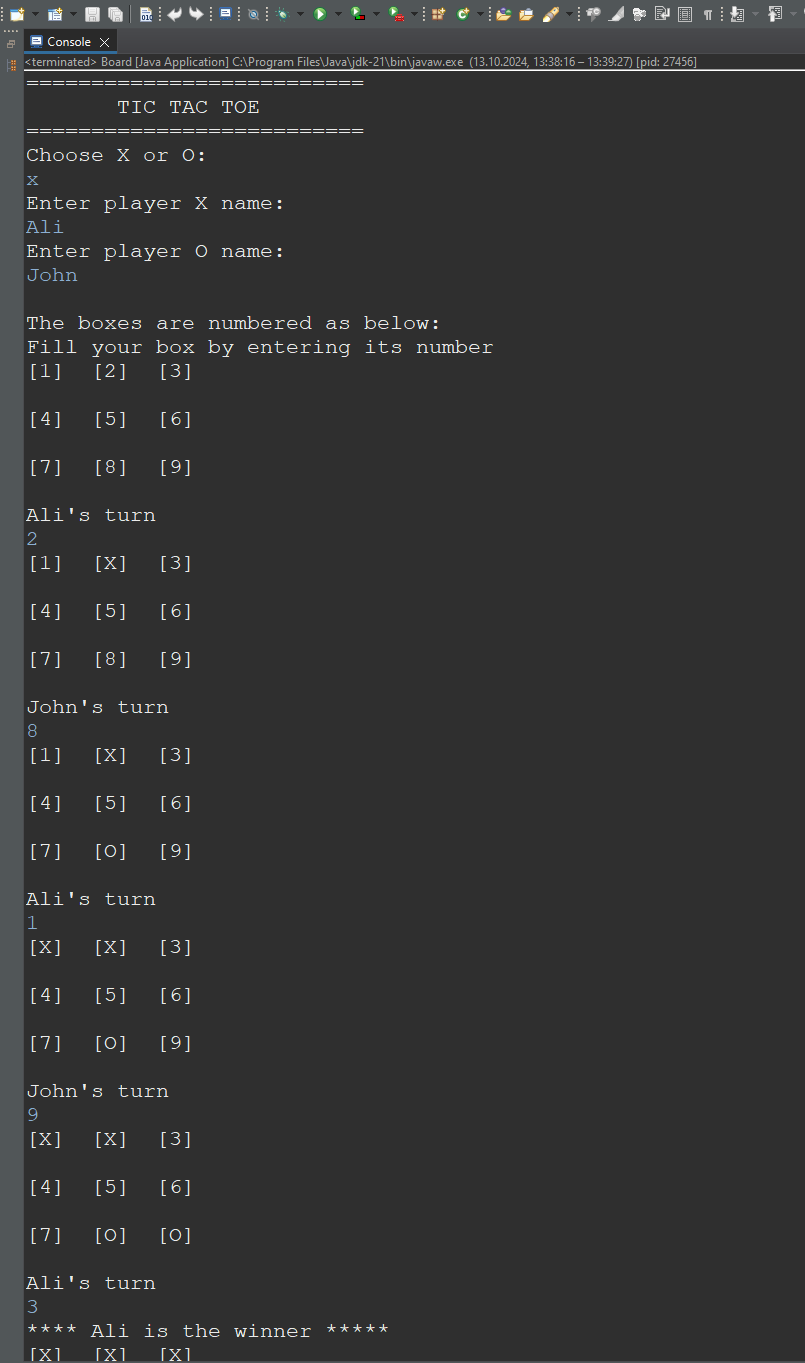 Console
<terminated> Board [Java Application] C:\Program Files\Java\jdk-21\bin\javaw.exe (13.10.2024, 13:38:16 – 13:39:27) [pid: 27456]
==========================
TIC TAC TOE
==========================
Choose X or O:
x
Enter player X name:
Ali
Enter player O name:
John
The boxes are numbered as below:
Fill your box by entering its number
[1] [2] [3]
[4] [5] [6]
[7] [8] [9]
Ali's turn
2
[1] [X] [3]
[4] [5] [6]
[7] [8] [9]
John's turn
8
[1] [X] [3]
[4] [5] [6]
[7] [O] [9]
Ali's turn
1
[X] [X] [3]
[4] [5] [6]
[7] [O] [9]
John's turn
9
[X] [X] [3]
[4] [5] [6]
[7] [O] [O]
Ali's turn
3
**** Ali is the winner *****
[X] [X] [X]